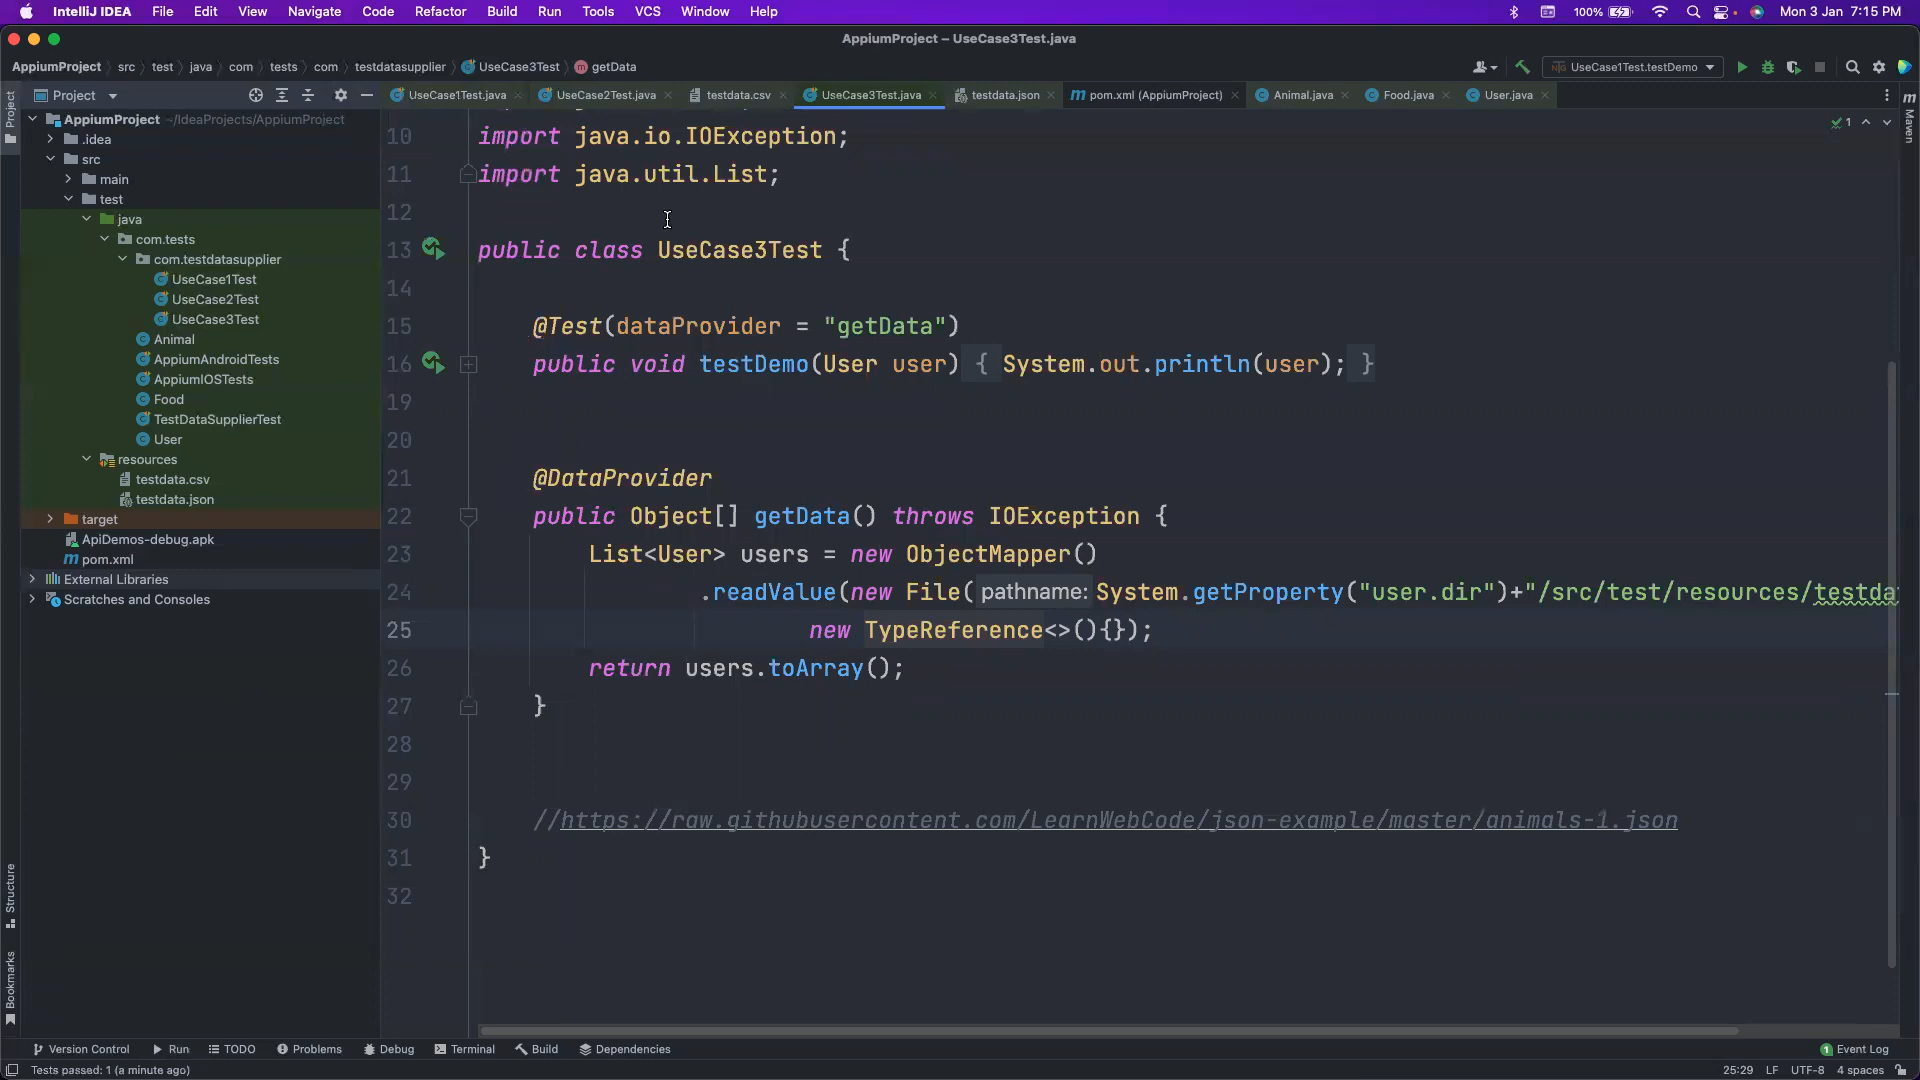 IntelliJ IDEA File Edit View Navigate Code Refactor Build Run Tools VCS Window Help 100% Mon 3 Jan 7:15 PM
AppiumProject – UseCase3Test.java
AppiumProject src test java com tests com testdatasupplier UseCase3Test getData UseCase1Test.testDemo
Project UseCase1Test.java UseCase2Test.java testdata.csv UseCase3Test.java testdata.json pom.xml (AppiumProject) Animal.java Food.java User.java
Project
Maven
AppiumProject ~/IdeaProjects/AppiumProject
.idea
src
main
test
java
com.tests
com.testdatasupplier
UseCase1Test
UseCase2Test
UseCase3Test
Animal
AppiumAndroidTests
AppiumIOSTests
Food
TestDataSupplierTest
User
resources
testdata.csv
testdata.json
target
ApiDemos-debug.apk
pom.xml
External Libraries
Scratches and Consoles
Structure
Bookmarks
1
10 import java.io.IOException;
11 import java.util.List;
12
13 public class UseCase3Test {
14
15 @Test(dataProvider = "getData")
16 public void testDemo(User user) { System.out.println(user); }
19
20
21 @DataProvider
22 public Object[] getData() throws IOException {
23 List<User> users = new ObjectMapper()
24 .readValue(new File( pathname: System.getProperty("user.dir")+"/src/test/resources/testda
25 new TypeReference<>(){});
26 return users.toArray();
27 }
28
29
30 //https://raw.githubusercontent.com/LearnWebCode/json-example/master/animals-1.json
31 }
32
Version Control Run TODO Problems Debug Terminal Build Dependencies 1 Event Log
Tests passed: 1 (a minute ago) 25:29 LF UTF-8 4 spaces